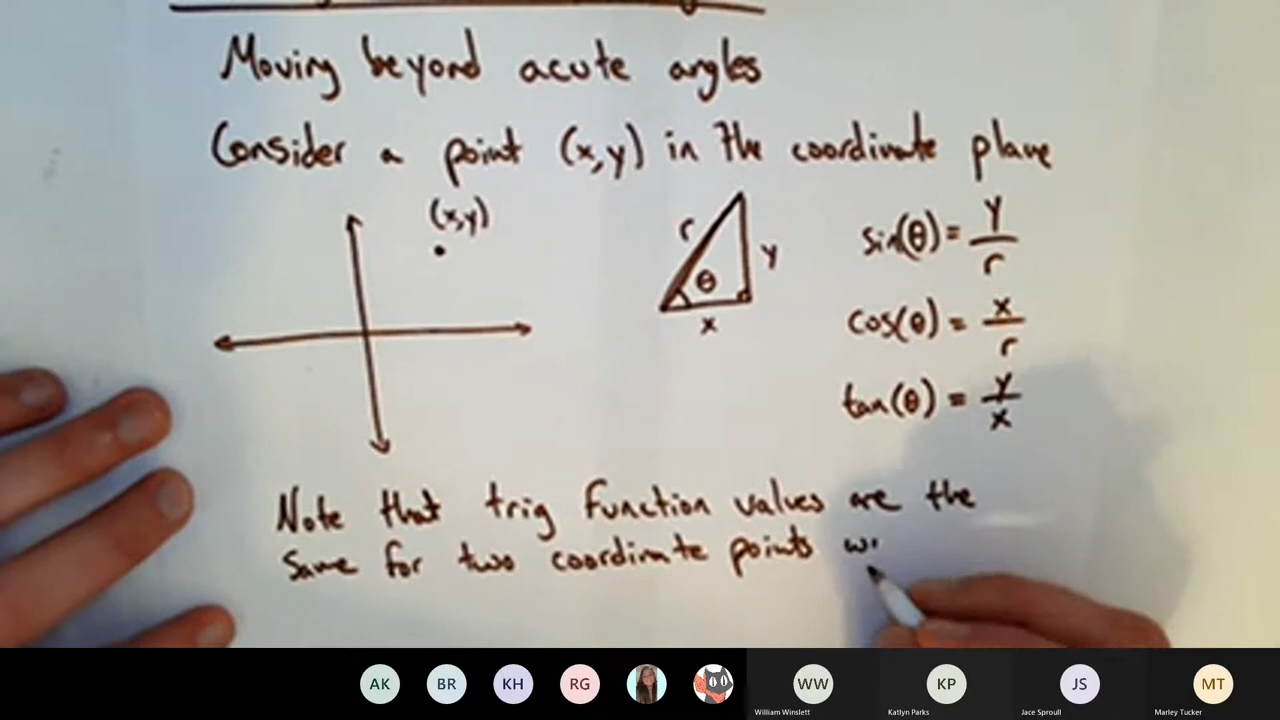 Moving beyond acute angles
Consider a point (x,y) in the coordinate plane
(x,y)
r
θ
y
x
sin(θ) = y/r
cos(θ) = x/r
tan(θ) = y/x
Note that trig function values are the
same for two coordinate points wi
AK BR KH RG WW KP JS MT
William Winslett Katlyn Parks Jace Sproull Marley Tucker